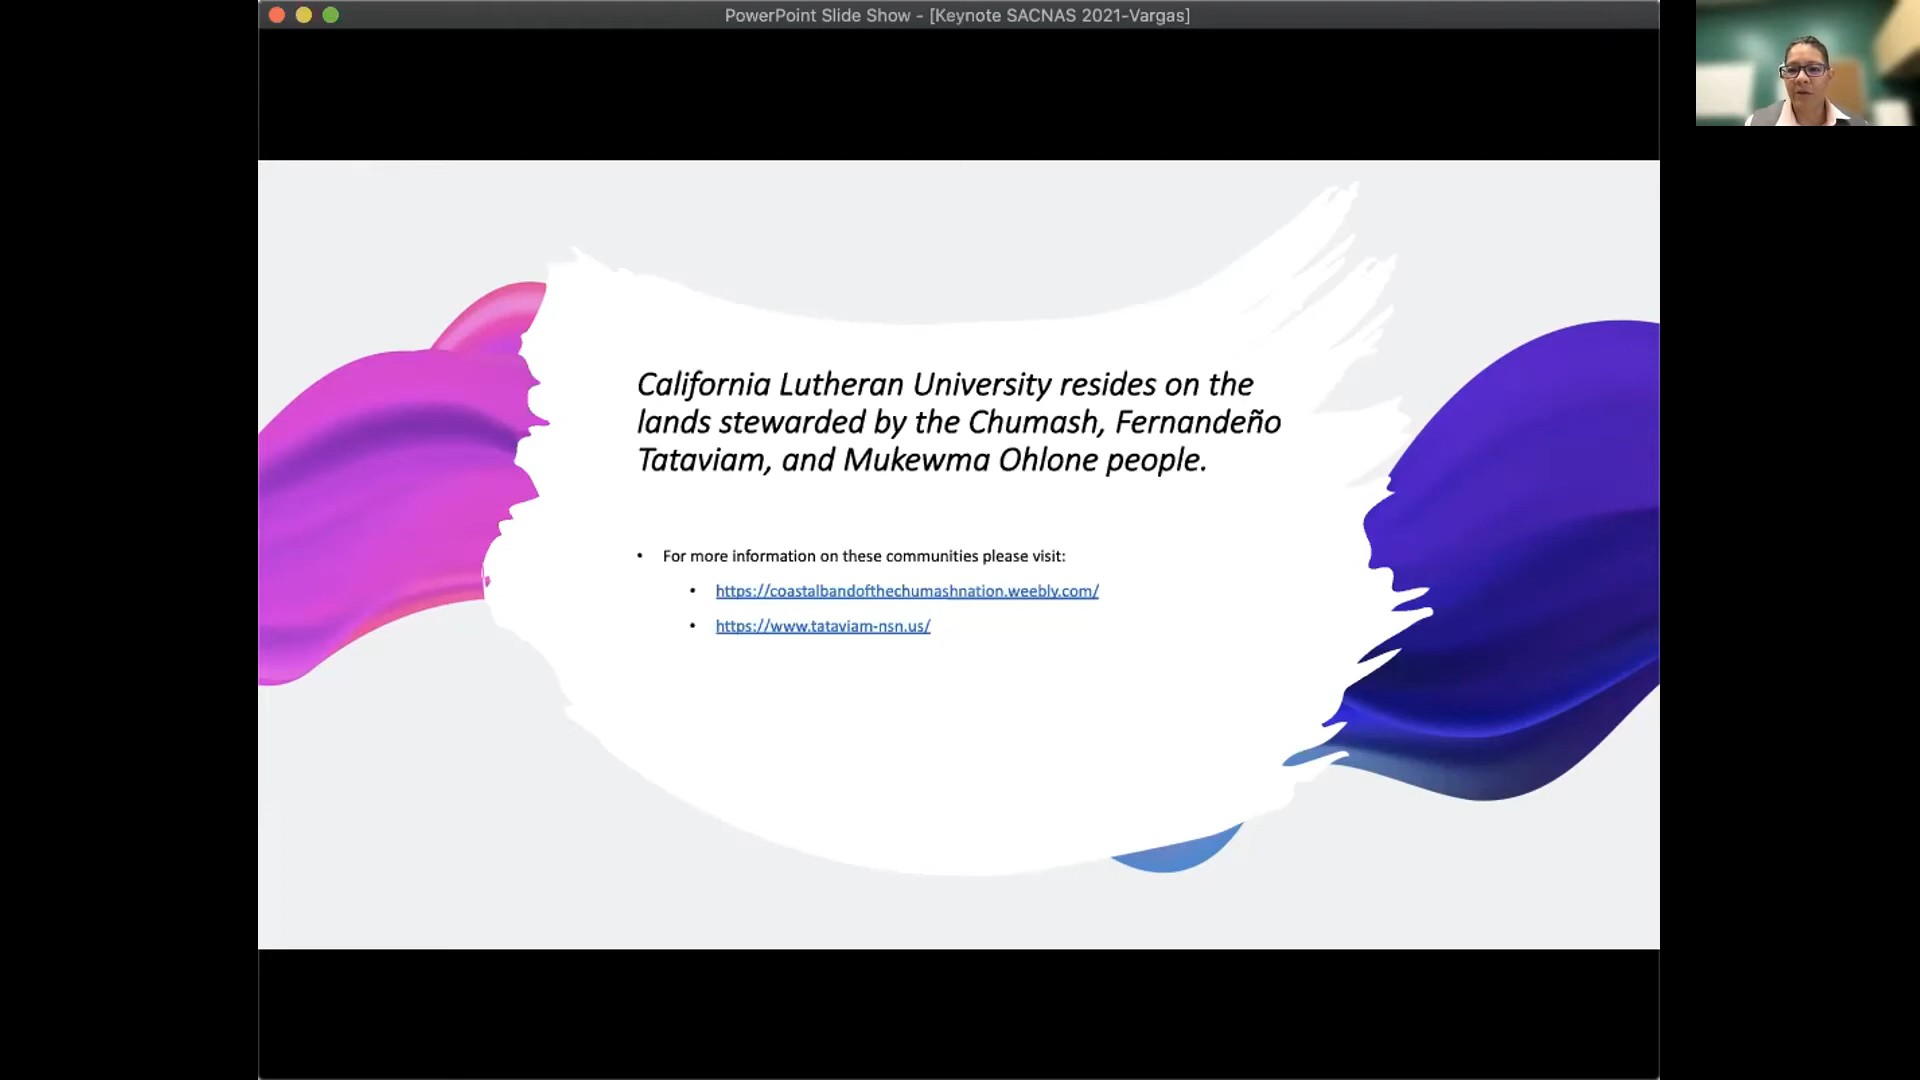 PowerPoint Slide Show - [Keynote SACNAS 2021-Vargas]
California Lutheran University resides on the
lands stewarded by the Chumash, Fernandeño
Tataviam, and Mukewma Ohlone people.
• For more information on these communities please visit:
• https://coastalbandofthechumashnation.weebly.com/
• https://www.tataviam-nsn.us/